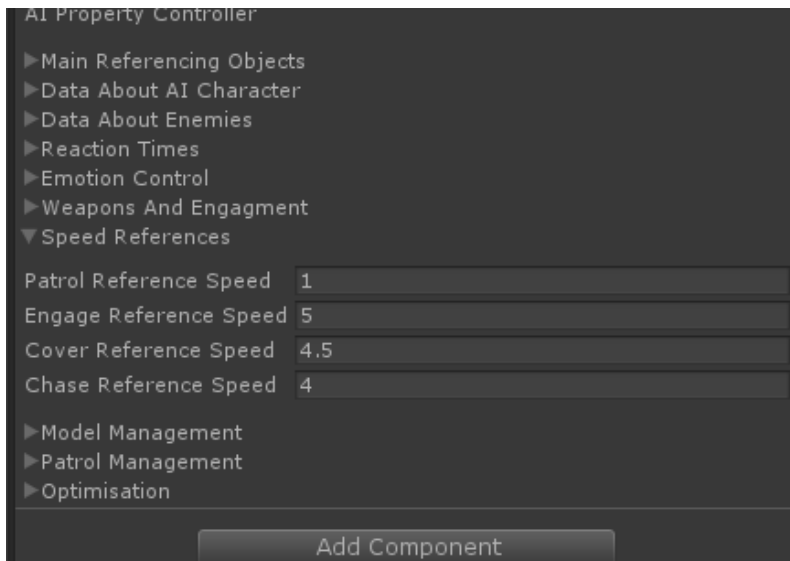 AI Property Controller
Main Referencing Objects
Data About AI Character
Data About Enemies
Reaction Times
Emotion Control
Weapons And Engagment
Speed References
Patrol Reference Speed 1
Engage Reference Speed 5
Cover Reference Speed 4.5
Chase Reference Speed 4
Model Management
Patrol Management
Optimisation
Add Component